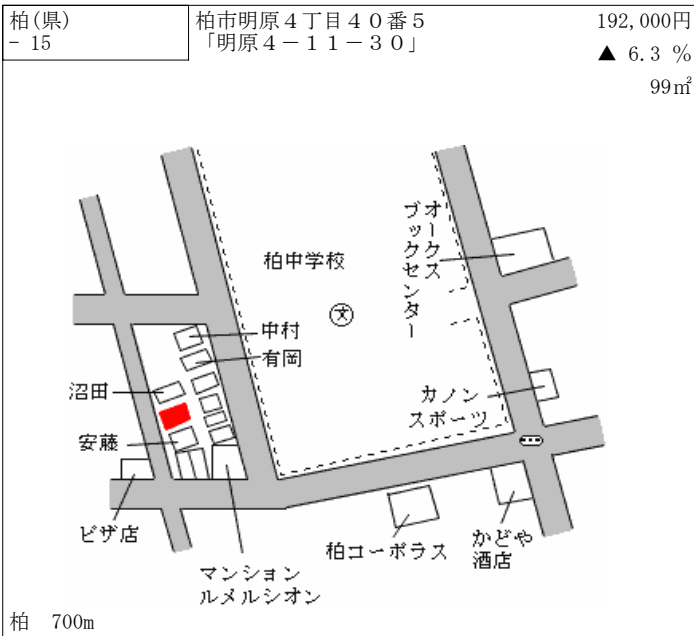 柏(県)
- 15
柏市明原４丁目４０番５
「明原４－１１－３０」
192,000円
▲ 6.3 %
99㎡
オークス
ブックセンター
柏中学校
文
中村
有岡
沼田
カノン
スポーツ
安藤
ピザ店
柏コーポラス
かどや
酒店
マンション
ルメルシオン
柏　700m